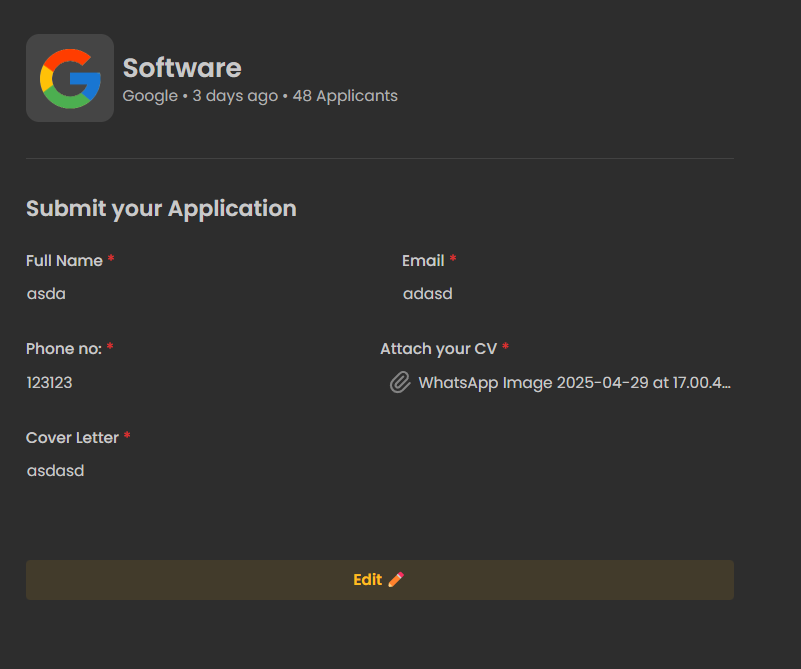 Software
Google • 3 days ago • 48 Applicants
Submit your Application
Full Name *
Email *
asda
adasd
Phone no: *
Attach your CV *
123123
WhatsApp Image 2025-04-29 at 17.00.4...
Cover Letter *
asdasd
Edit